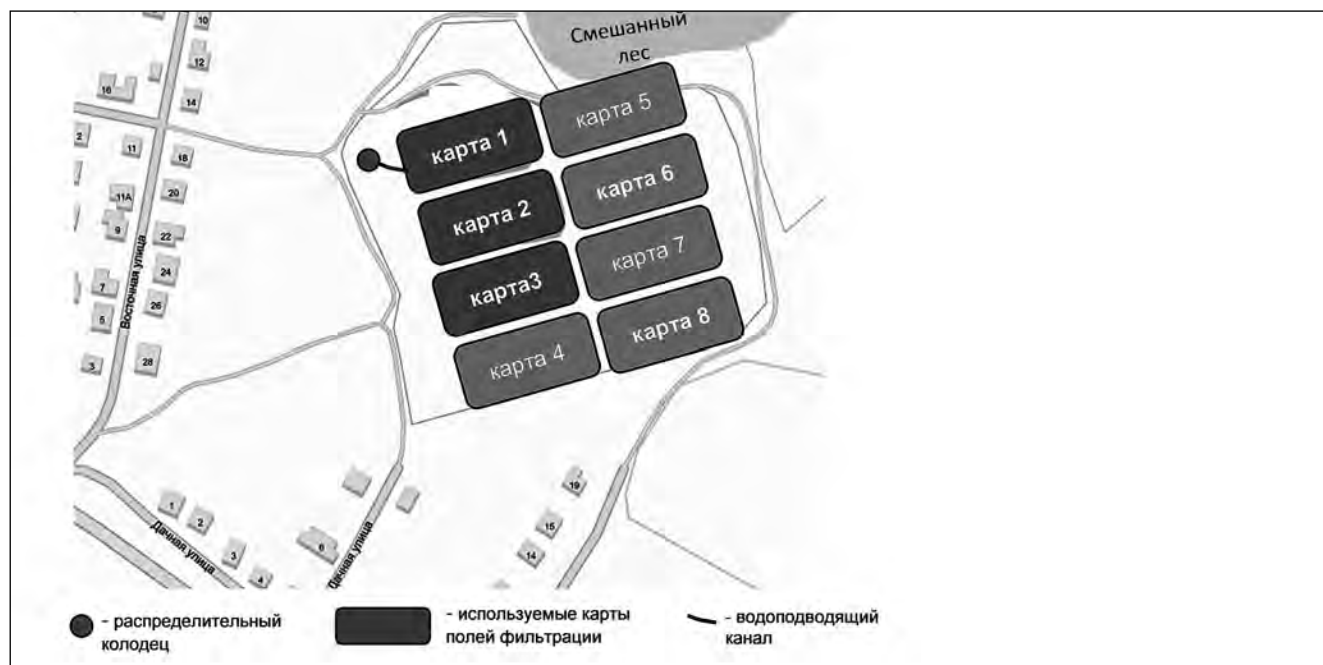 Смешанный
лес
10
12
16
14
2
11
18
11А
20
9
22
7
24
5
26
3
28
Восточная улица
карта 1
карта 5
карта 2
карта 6
карта3
карта 7
карта 4
карта 8
1
2
3
4
6
19
15
14
Дачная улица
Дачная улица
- распределительный
колодец
- используемые карты
полей фильтрации
- водоподводящий
канал